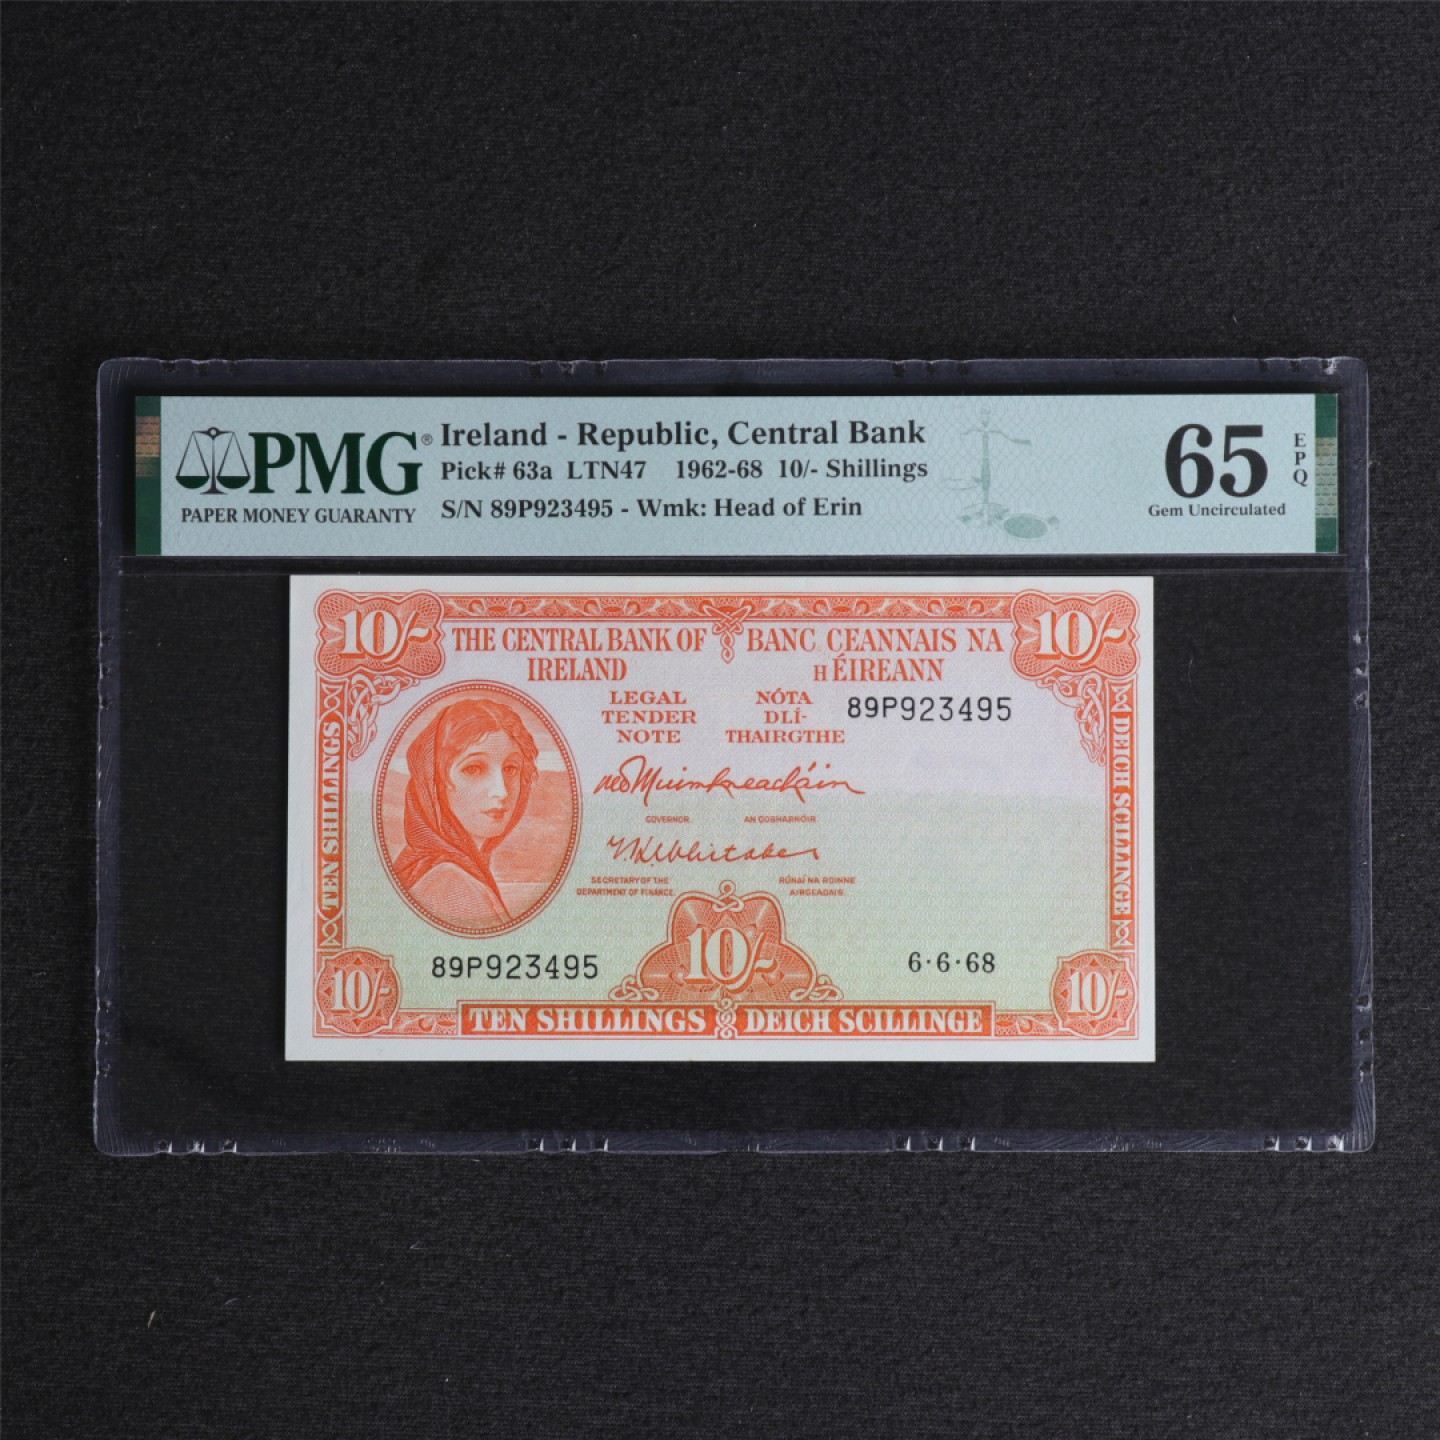 PMG®
PAPER MONEY GUARANTY
Ireland - Republic, Central Bank
Pick# 63a LTN47 1962-68 10/- Shillings
S/N 89P923495 - Wmk: Head of Erin
65
EPQ
Gem Uncirculated
10/-
THE CENTRAL BANK OF
IRELAND
BANC CEANNAIS NA
hÉIREANN
10/-
LEGAL
TENDER
NOTE
NÓTA
DLÍ-
THAIRGTHE
89P923495
TEN SHILLINGS
DEICH SCILLINGE
GOVERNOR.
AN GOBHARNÓIR.
T.K. Whitaker
SECRETARY OF THE
DEPARTMENT OF FINANCE.
RÚNAÍ NA ROINNE
AIRGEADAIS.
89P923495
10/-
6·6·68
10/-
TEN SHILLINGS
DEICH SCILLINGE
10/-